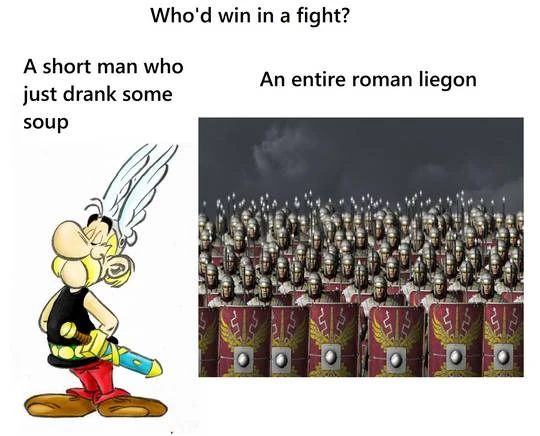 Who'd win in a fight?
A short man who
just drank some
soup
An entire roman liegon